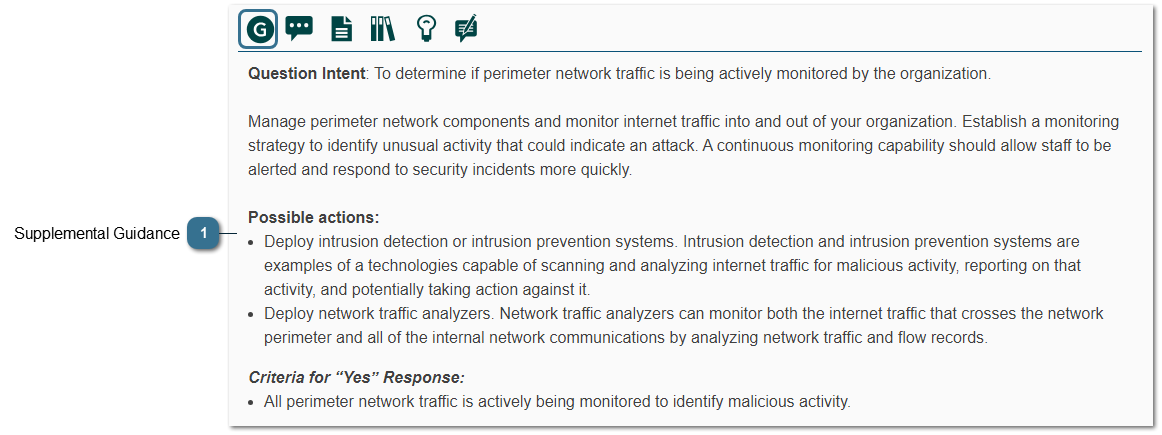 G
Question Intent: To determine if perimeter network traffic is being actively monitored by the organization.
Manage perimeter network components and monitor internet traffic into and out of your organization. Establish a monitoring
strategy to identify unusual activity that could indicate an attack. A continuous monitoring capability should allow staff to be
alerted and respond to security incidents more quickly.
Supplemental Guidance 1
Possible actions:
• Deploy intrusion detection or intrusion prevention systems. Intrusion detection and intrusion prevention systems are
examples of a technologies capable of scanning and analyzing internet traffic for malicious activity, reporting on that
activity, and potentially taking action against it.
• Deploy network traffic analyzers. Network traffic analyzers can monitor both the internet traffic that crosses the network
perimeter and all of the internal network communications by analyzing network traffic and flow records.
Criteria for “Yes” Response:
• All perimeter network traffic is actively being monitored to identify malicious activity.